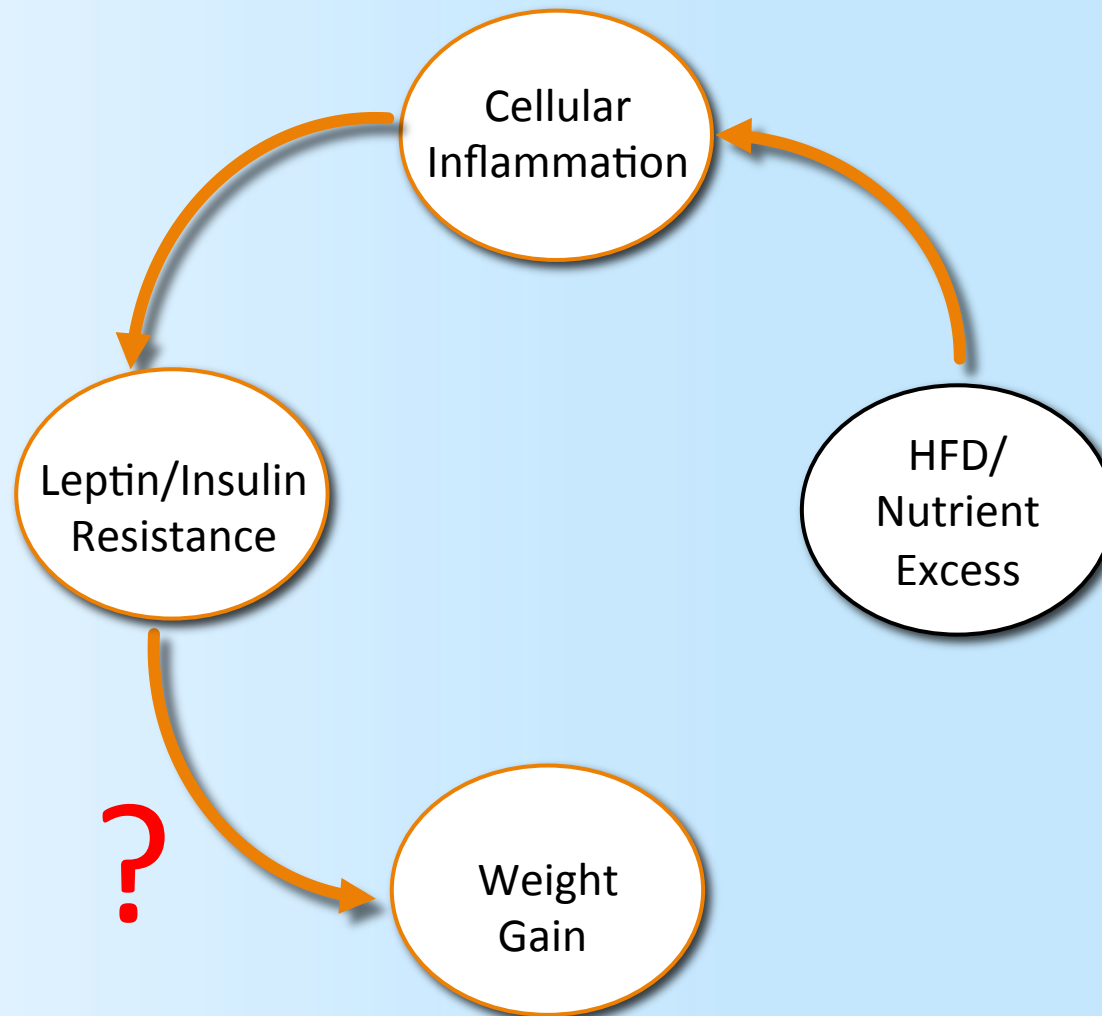 Cellular
Inflammation
HFD/
Nutrient
Excess
Leptin/Insulin
Resistance
?
Weight
Gain